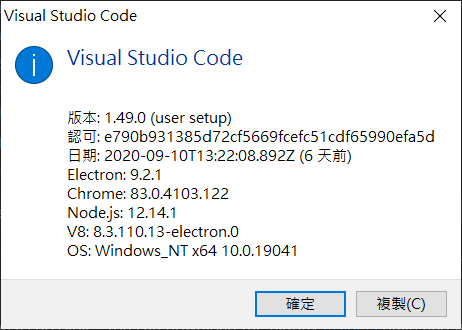 Visual Studio Code
Visual Studio Code
版本: 1.49.0 (user setup)
認可: e790b931385d72cf5669fcefc51cdf65990efa5d
日期: 2020-09-10T13:22:08.892Z (6 天前)
Electron: 9.2.1
Chrome: 83.0.4103.122
Node.js: 12.14.1
V8: 8.3.110.13-electron.0
OS: Windows_NT x64 10.0.19041
確定
複製(C)